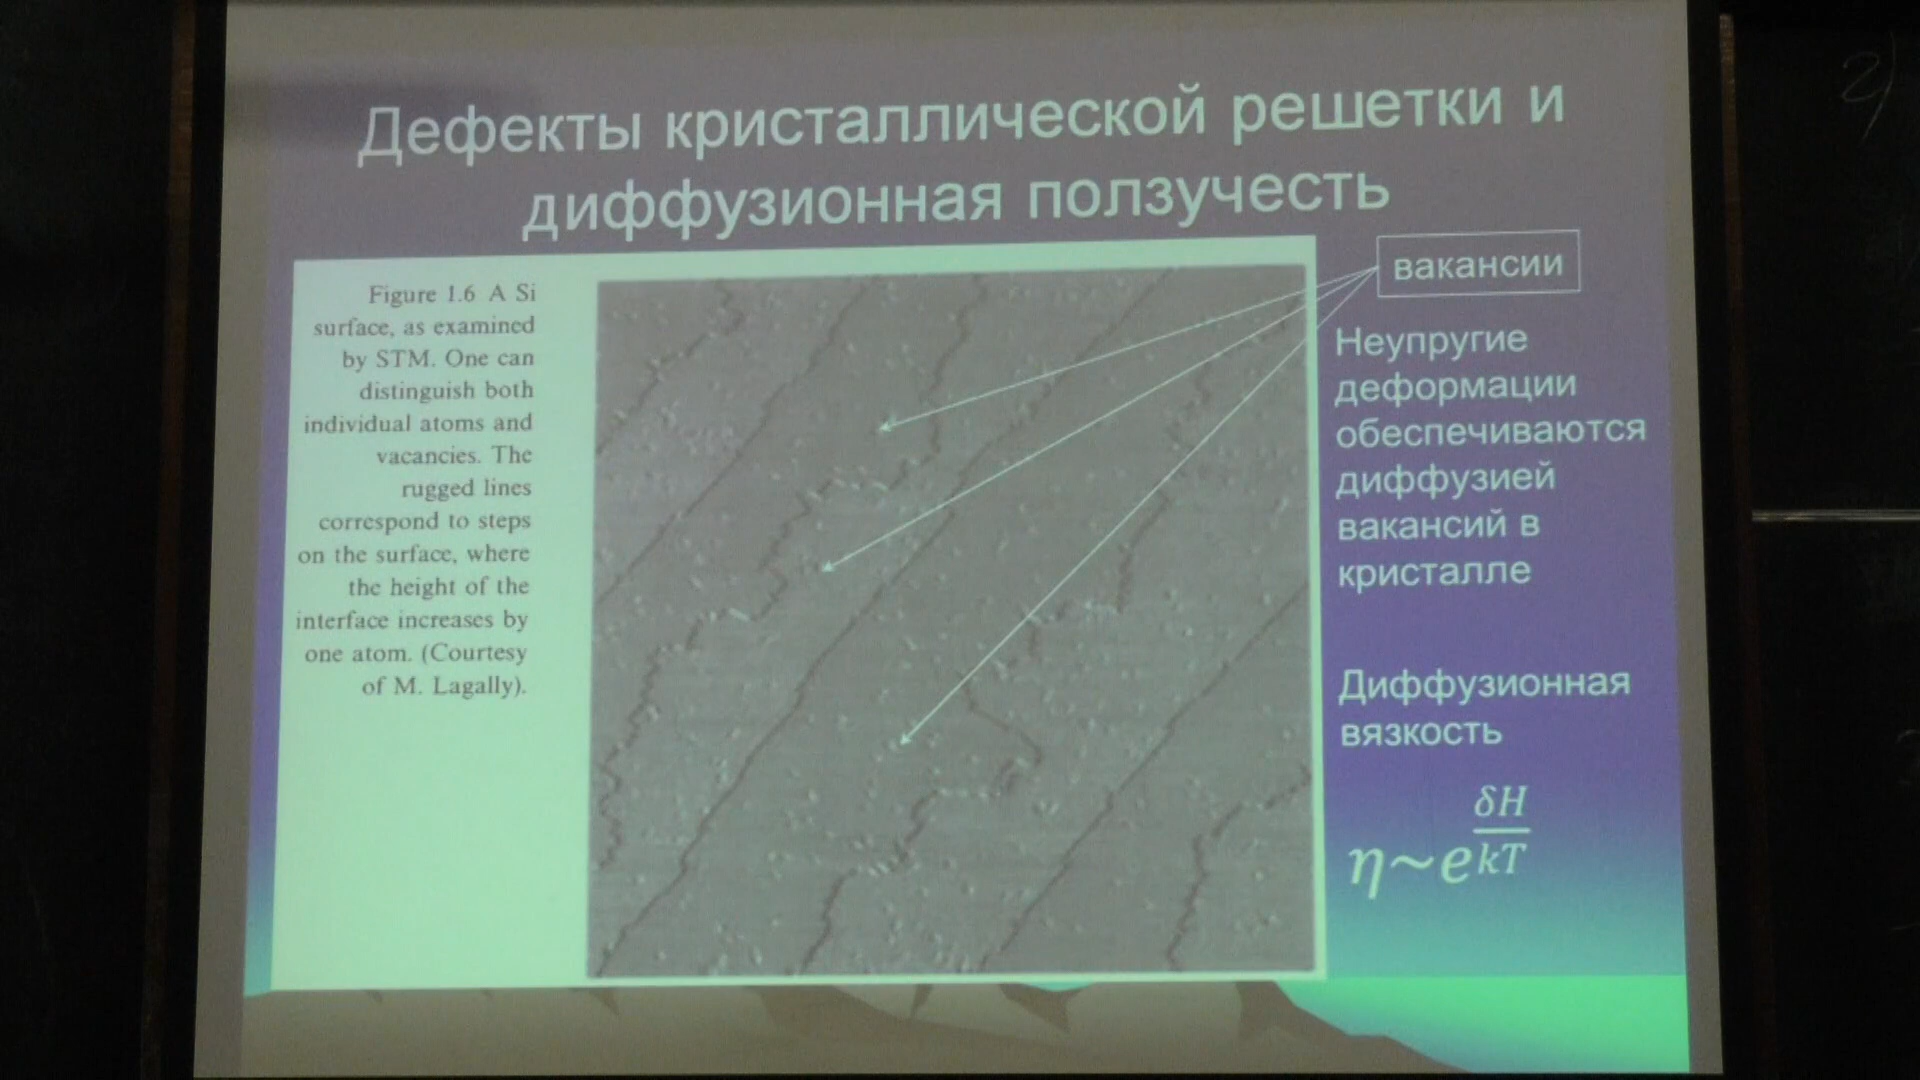 Дефекты кристаллической решетки и
диффузионная ползучесть
Figure 1.6 A Si
surface, as examined
by STM. One can
distinguish both
individual atoms and
vacancies. The
rugged lines
correspond to steps
on the surface, where
the height of the
interface increases by
one atom. (Courtesy
of M. Lagally).
вакансии
Неупругие
деформации
обеспечиваются
диффузией
вакансий в
кристалле
Диффузионная
вязкость
η~e^(δH/kT)
2)